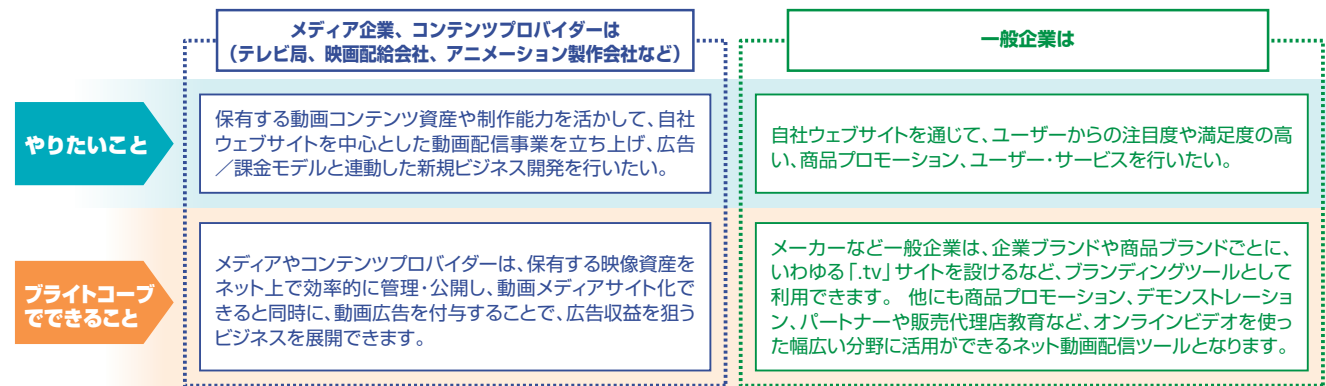 メディア企業、コンテンツプロバイダーは
（テレビ局、映画配給会社、アニメーション製作会社など）
一般企業は
やりたいこと
保有する動画コンテンツ資産や制作能力を活かして、自社
ウェブサイトを中心とした動画配信事業を立ち上げ、広告
／課金モデルと連動した新規ビジネス開発を行いたい。
自社ウェブサイトを通じて、ユーザーからの注目度や満足度の高
い、商品プロモーション、ユーザー・サービスを行いたい。
ブライトコーブ
でできること
メディアやコンテンツプロバイダーは、保有する映像資産を
ネット上で効率的に管理・公開し、動画メディアサイト化で
きると同時に、動画広告を付与することで、広告収益を狙う
ビジネスを展開できます。
メーカーなど一般企業は、企業ブランドや商品ブランドごとに、
いわゆる「.tv」サイトを設けるなど、ブランディングツールとして
利用できます。 他にも商品プロモーション、デモンストレーショ
ン、パートナーや販売代理店教育など、オンラインビデオを使っ
た幅広い分野に活用ができるネット動画配信ツールとなります。